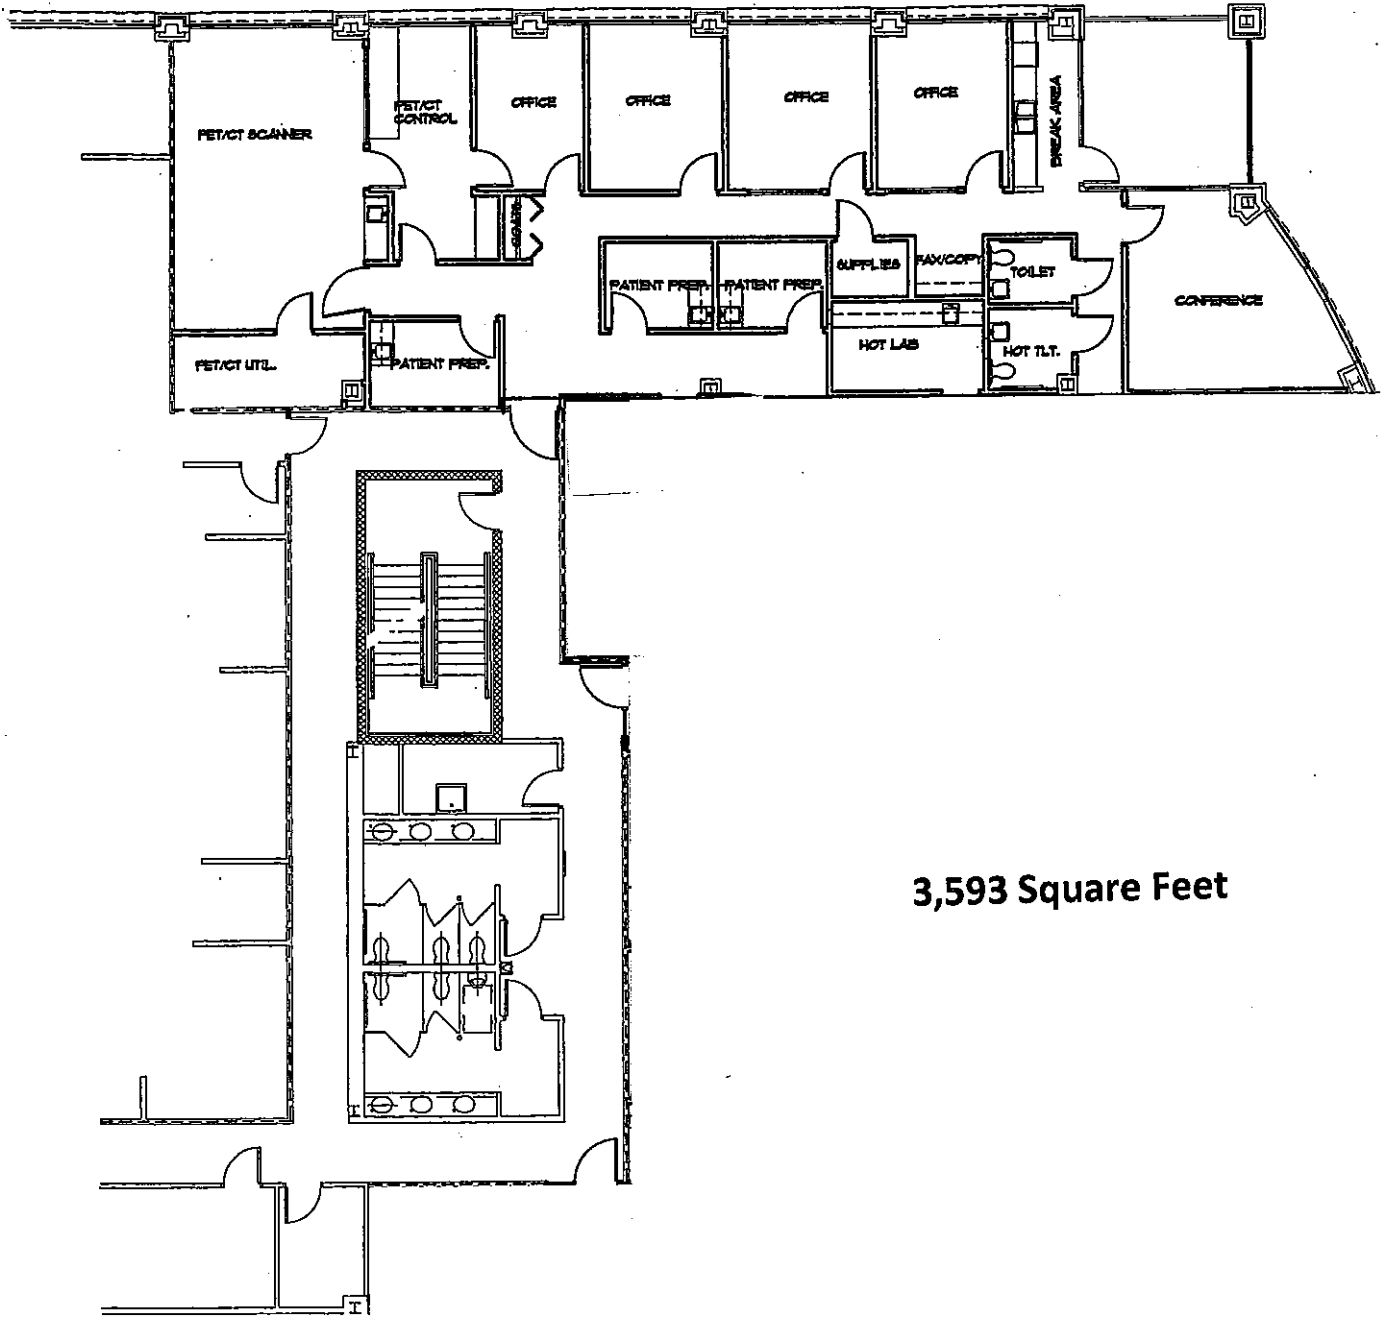 PET/CT SCANNER
PET/CT
CONTROL
OFFICE
OFFICE
OFFICE
OFFICE
BREAK AREA
COATS
PATIENT PREP.
PATIENT PREP.
SUPPLIES
FAX/COPY
TOILET
CONFERENCE
PET/CT UTIL.
PATIENT PREP.
HOT LAB
HOT TLT.
3,593 Square Feet